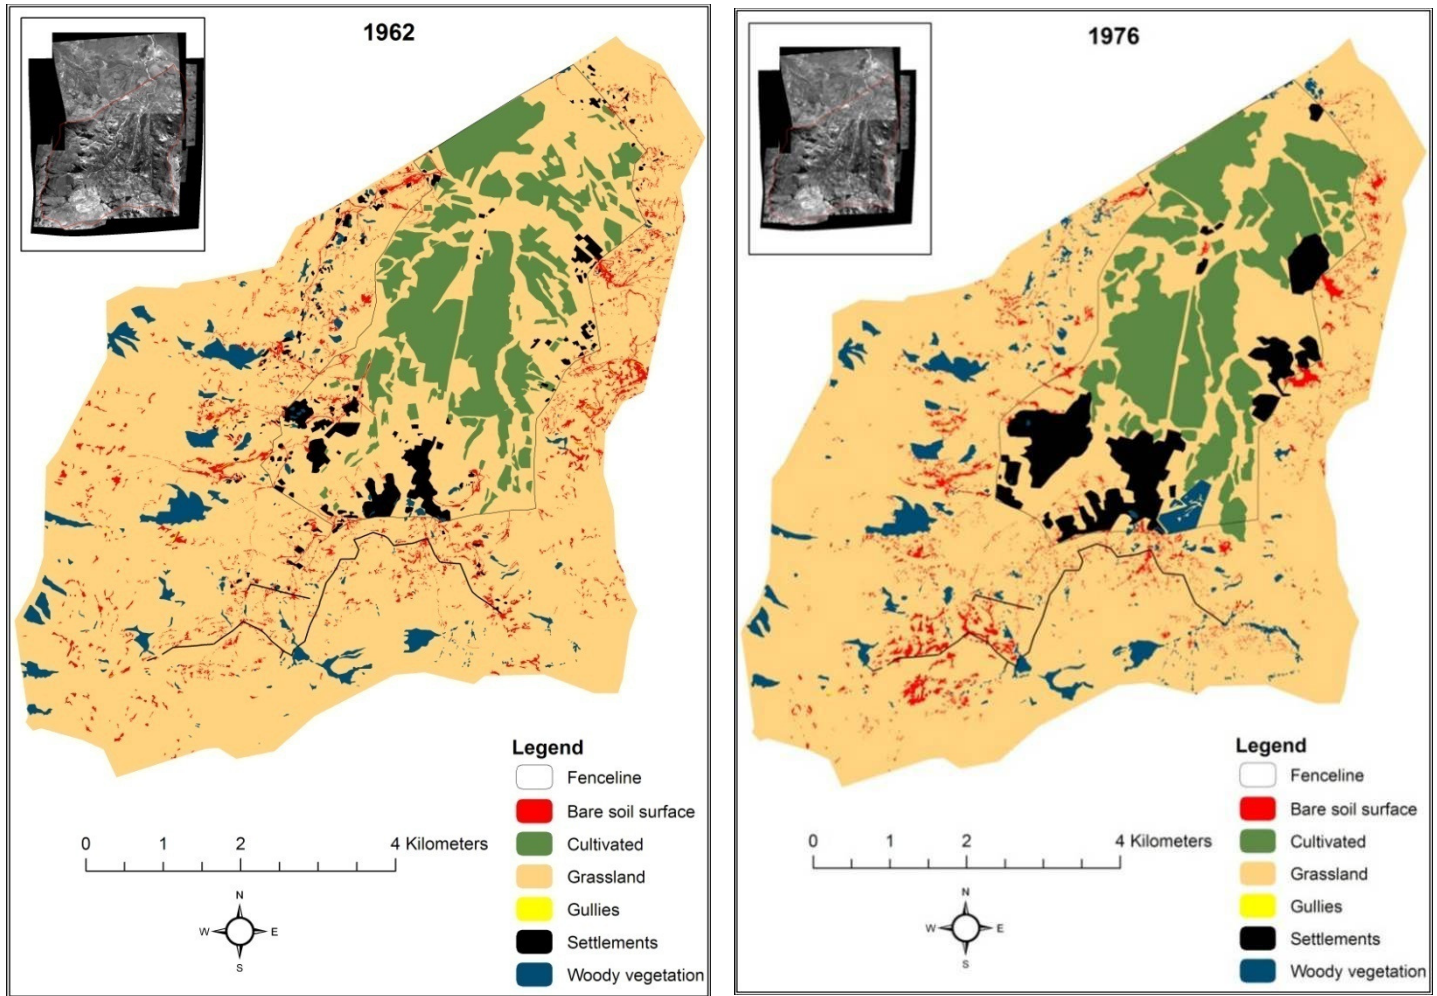 1962
Legend
Fenceline
Bare soil surface
Cultivated
Grassland
Gullies
Settlements
Woody vegetation
0 2 4 Kilometers
N
W E
S
1976
Legend
Fenceline
Bare soil surface
Cultivated
Grassland
Gullies
Settlements
Woody vegetation
0 1 2 4 Kilometers
N
W E
S